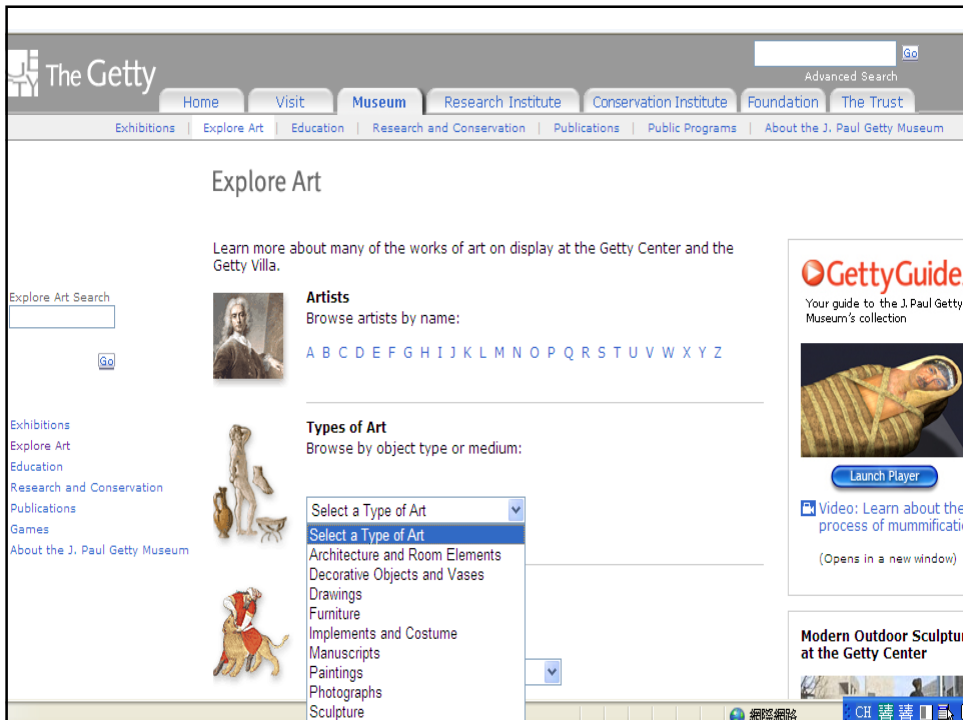 The Getty
Go
Advanced Search
Home Visit Museum Research Institute Conservation Institute Foundation The Trust
Exhibitions | Explore Art | Education | Research and Conservation | Publications | Public Programs | About the J. Paul Getty Museum
Explore Art
Learn more about many of the works of art on display at the Getty Center and the
Getty Villa.
Explore Art Search
Go
Exhibitions
Explore Art
Education
Research and Conservation
Publications
Games
About the J. Paul Getty Museum
Artists
Browse artists by name:
A B C D E F G H I J K L M N O P Q R S T U V W X Y Z
Types of Art
Browse by object type or medium:
Select a Type of Art
Select a Type of Art
Architecture and Room Elements
Decorative Objects and Vases
Drawings
Furniture
Implements and Costume
Manuscripts
Paintings
Photographs
Sculpture
GettyGuide
Your guide to the J. Paul Getty
Museum's collection
Launch Player
Video: Learn about the
process of mummificati
(Opens in a new window)
Modern Outdoor Sculptur
at the Getty Center
網際網路
CH